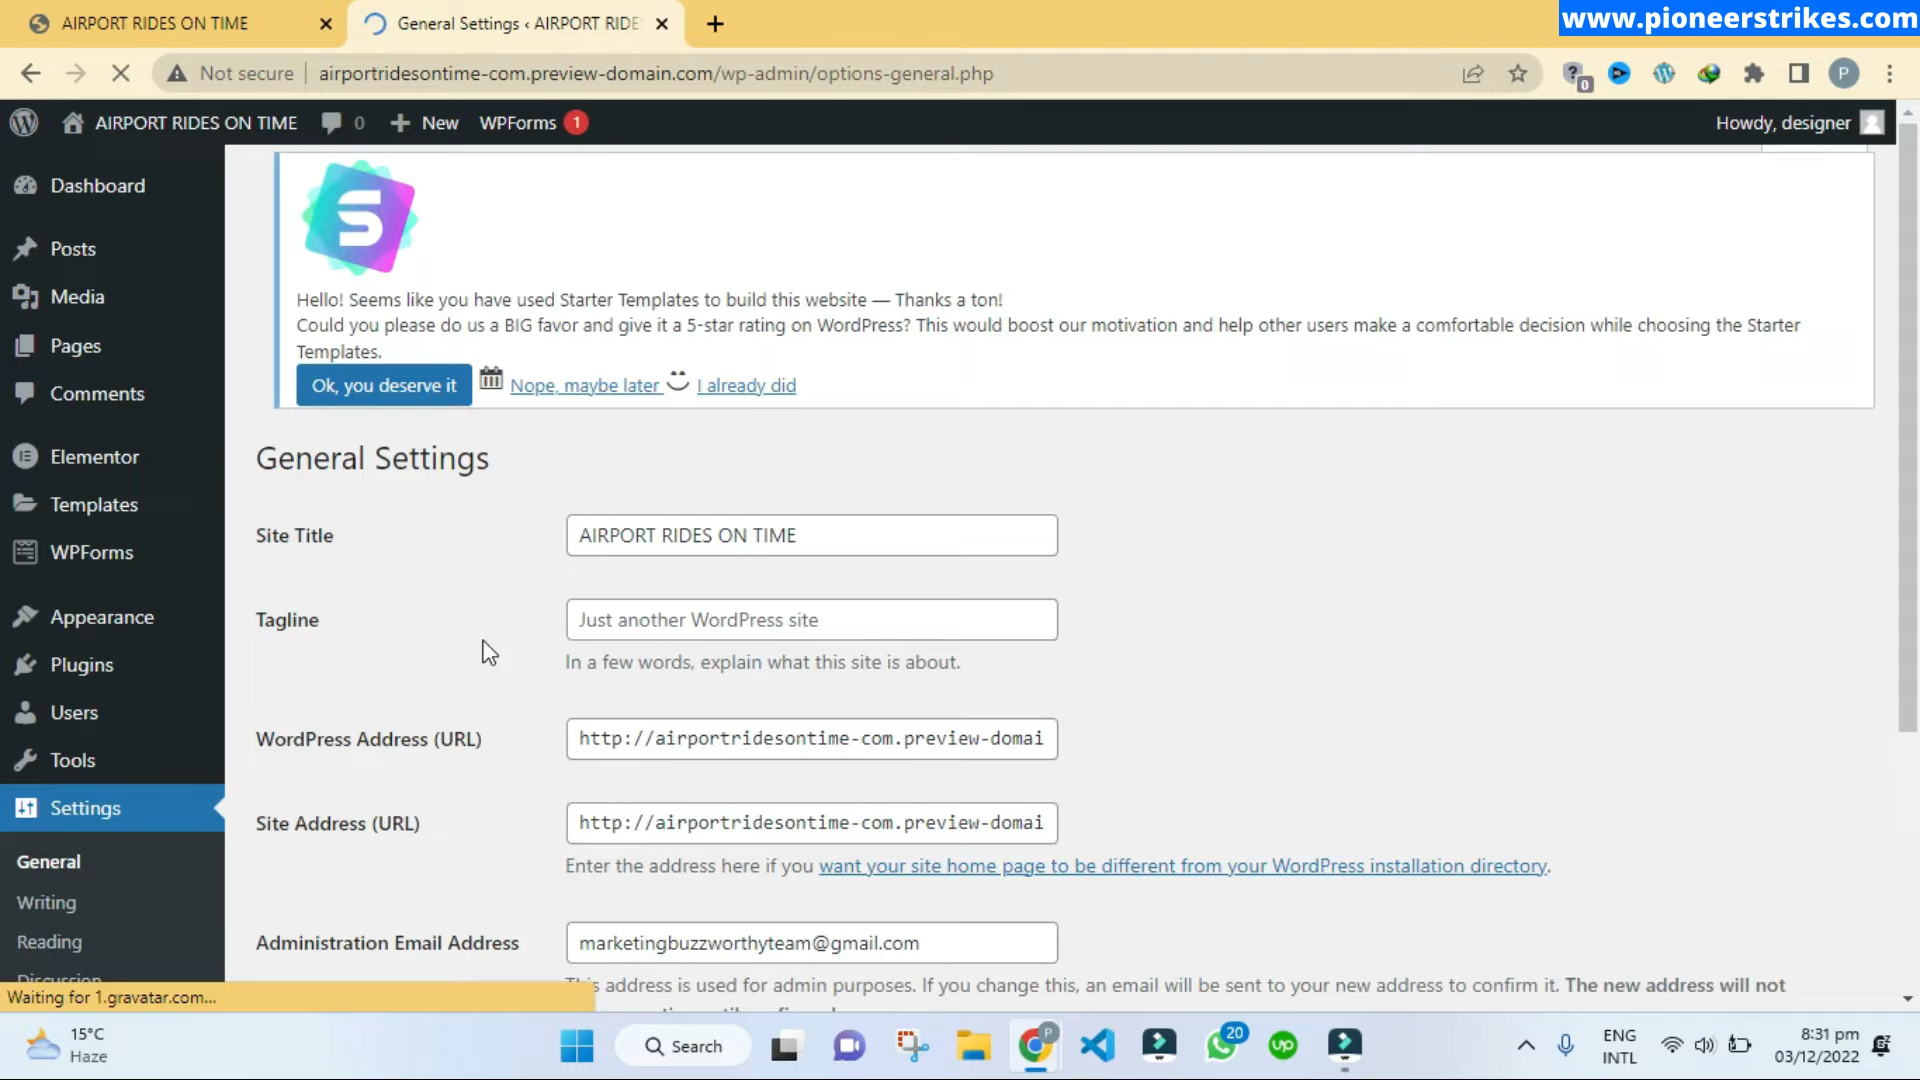 www.pioneerstrikes.com
AIRPORT RIDES ON TIME
General Settings ‹ AIRPORT RIDE
Not secure
airportridesontime-com.preview-domain.com/wp-admin/options-general.php
0
P
AIRPORT RIDES ON TIME
0
New
WPForms 1
Howdy, designer
Dashboard
Posts
Media
Pages
Comments
Elementor
Templates
WPForms
Appearance
Plugins
Users
Tools
Settings
General
Writing
Reading
Discussion
S
Hello! Seems like you have used Starter Templates to build this website — Thanks a ton!
Could you please do us a BIG favor and give it a 5-star rating on WordPress? This would boost our motivation and help other users make a comfortable decision while choosing the Starter
Templates.
Ok, you deserve it
Nope, maybe later
I already did
General Settings
Site Title
AIRPORT RIDES ON TIME
Tagline
Just another WordPress site
In a few words, explain what this site is about.
WordPress Address (URL)
http://airportridesontime-com.preview-domai
Site Address (URL)
http://airportridesontime-com.preview-domai
Enter the address here if you want your site home page to be different from your WordPress installation directory.
Administration Email Address
marketingbuzzworthyteam@gmail.com
This address is used for admin purposes. If you change this, an email will be sent to your new address to confirm it. The new address will not
Waiting for 1.gravatar.com...
15°C
Haze
Search
P
20
up
ENG
INTL
8:31 pm
03/12/2022